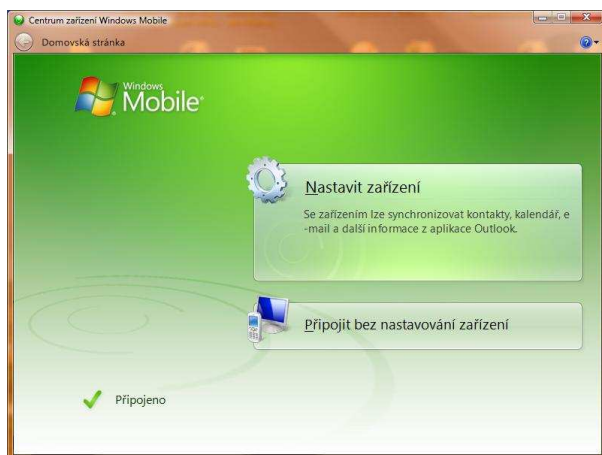 Centrum zařízení Windows Mobile
Domovská stránka
Windows
Mobile
Nastavit zařízení
Se zařízením lze synchronizovat kontakty, kalendář, e
-mail a další informace z aplikace Outlook.
Připojit bez nastavování zařízení
Připojeno